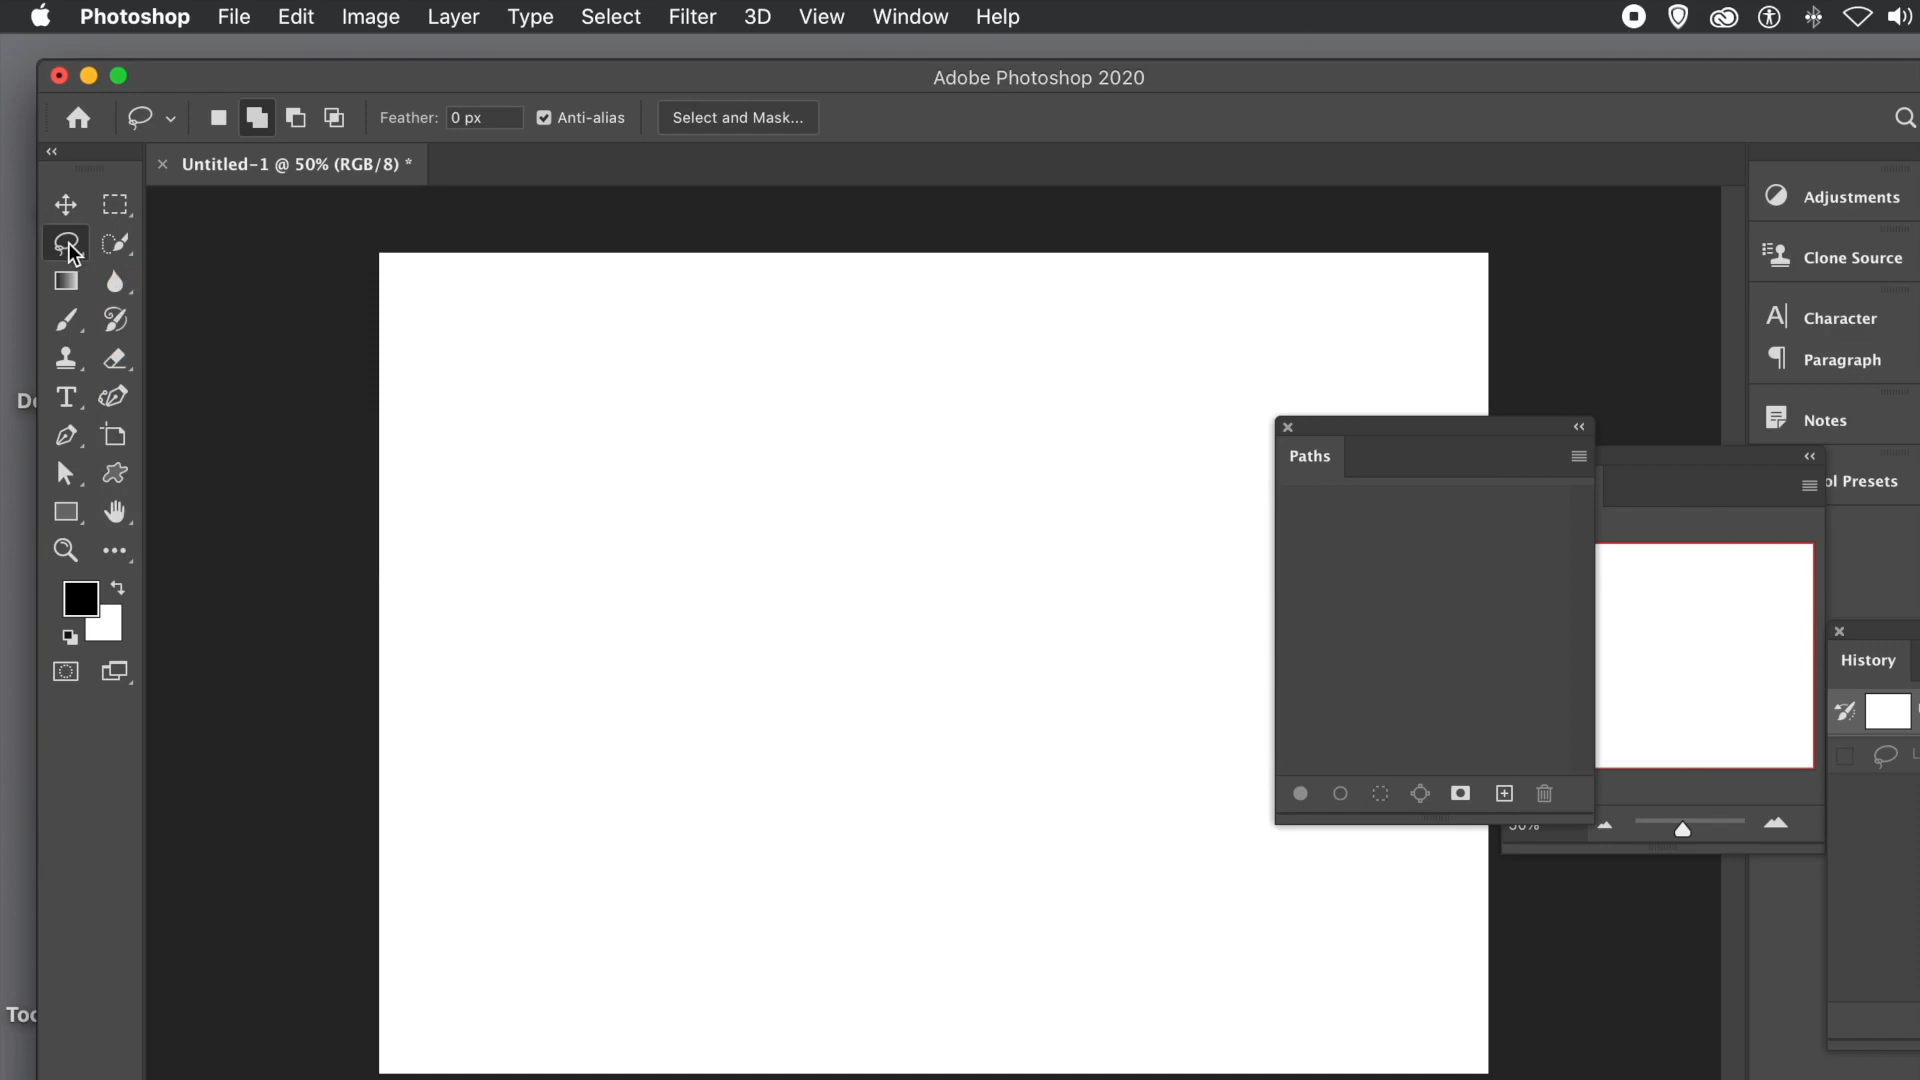 Photoshop File Edit Image Layer Type Select Filter 3D View Window Help
Adobe Photoshop 2020
Feather: 0 px Anti-alias Select and Mask...
Untitled-1 @ 50% (RGB/8) *
Adjustments
Clone Source
Character
Paragraph
Notes
Paths
ol Presets
History
50%